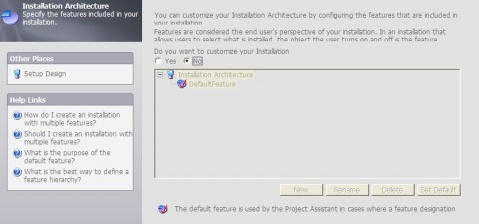 Installation Architecture
Specify the features included in your
installation.
Other Places
Setup Design
Help Links
How do I create an installation
with multiple features?
Should I create an installation with
multiple features?
What is the purpose of the
default feature?
What is the best way to define a
feature hierarchy?
You can customize your Installation Architecture by configuring the features that are included in
your installation
Features are considered the end user's perspective of your installation. In an installation that
allows users to select what is installed, the object the user turns on and off is the feature
Do you want to customize your Installation
Yes No
Installation Architecture
DefaultFeature
New Rename Delete Set Default
The default feature is used by the Project Assistant in cases where a feature designation